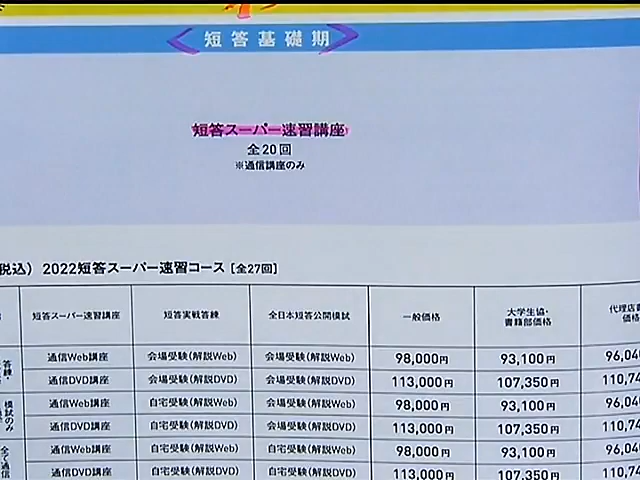 短答基礎期
短答スーパー速習講座
全20回
※通信講座のみ
税込) 2022短答スーパー速習コース [全27回]
短答スーパー速習講座 短答実戦答練 全日本短答公開模試 一般価格 大学生協・書籍部価格 代理店 価格
通信Web講座 会場受験(解説Web) 会場受験(解説Web) 98,000円 93,100円 96,04
通信DVD講座 会場受験(解説DVD) 会場受験(解説DVD) 113,000円 107,350円 110,74
通信Web講座 自宅受験(解説Web) 会場受験(解説Web) 98,000円 93,100円 96,04
通信DVD講座 自宅受験(解説DVD) 会場受験(解説DVD) 113,000円 107,350円 110,74
通信Web講座 自宅受験(解説Web) 自宅受験(解説Web) 98,000円 93,100円 96,04
通信DVD講座 自宅受験(解説DVD) 自宅受験(解説DVD) 113,000円 107,350円 110,74
答練・
模試のみ
全て通信